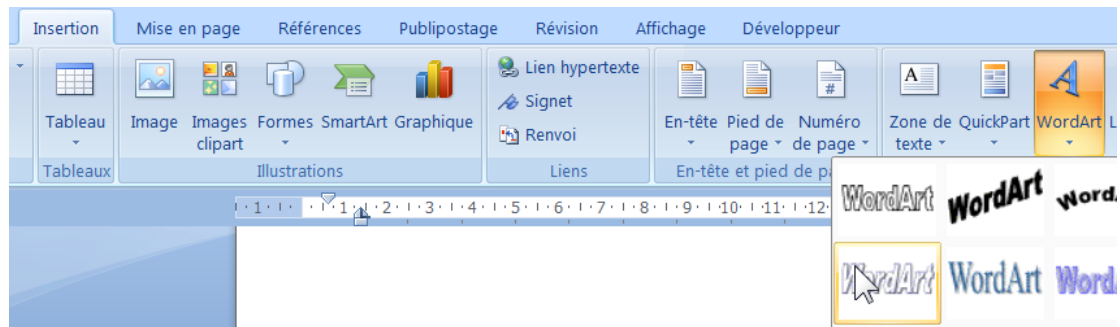 Insertion Mise en page Références Publipostage Révision Affichage Développeur
Tableau
Image
Images clipart
Formes
SmartArt
Graphique
Lien hypertexte
Signet
Renvoi
En-tête
Pied de page
Numéro de page
Zone de texte
QuickPart
WordArt
Tableaux Illustrations Liens En-tête et pied de
1 1 2 3 4 5 6 7 8 9 10 11 12
WordArt WordArt
WordArt WordArt